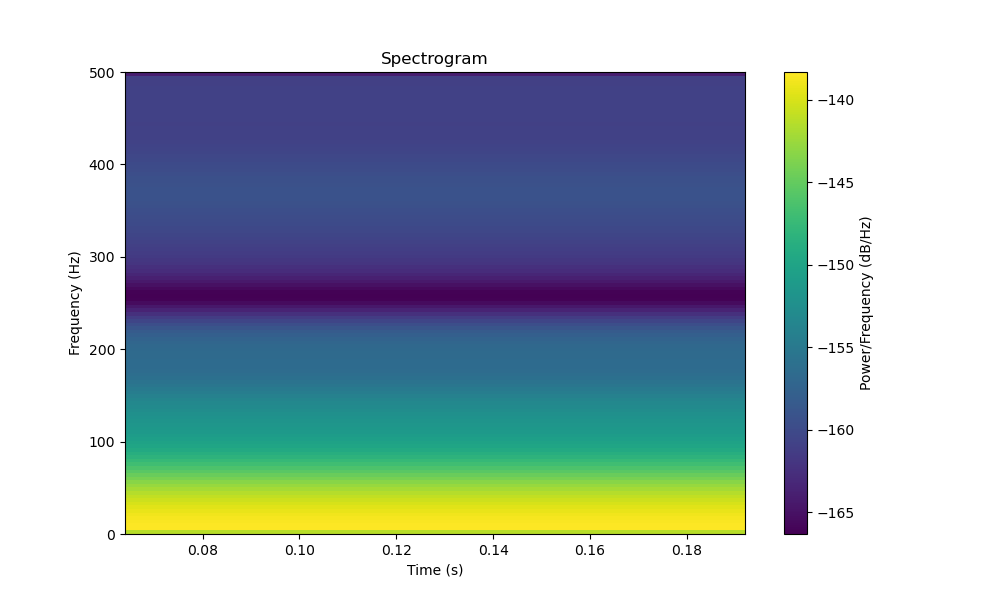 Spectrogram
500
400
300
200
100
0
Frequency (Hz)
0.08 0.10 0.12 0.14 0.16 0.18
Time (s)
−140
−145
−150
−155
−160
−165
Power/Frequency (dB/Hz)